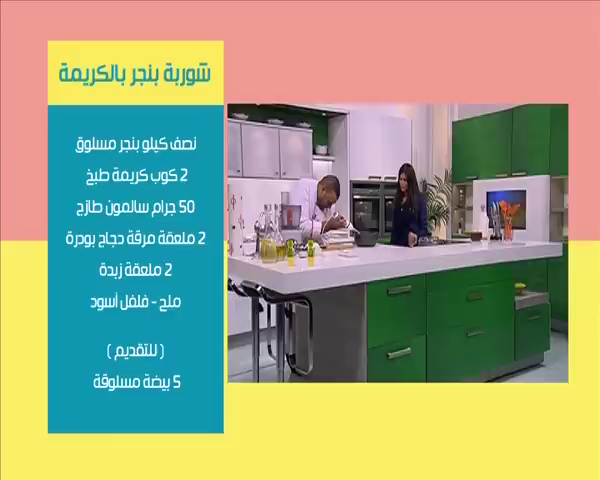 شوربة بنجر بالكريمة
نصف كيلو بنجر مسلوق
2 كوب كريمة طبخ
50 جرام سالمون طازج
2 ملعقة مرقة دجاج بودرة
2 ملعقة زبدة
ملح - فلفل أسود
( للتقديم )
5 بيضة مسلوقة